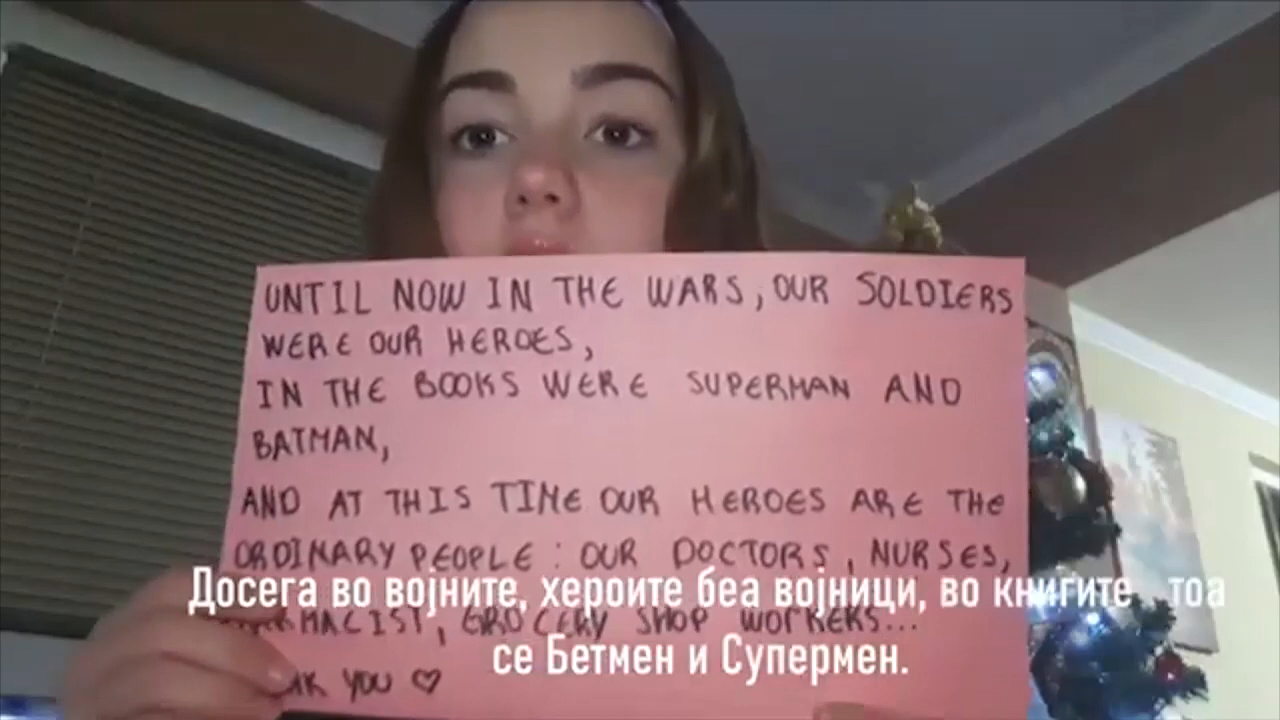 UNTIL NOW IN THE WARS, OUR SOLDIERS
WERE OUR HEROES,
IN THE BOOKS WERE SUPERMAN AND
BATMAN,
AND AT THIS TIME OUR HEROES ARE THE
ORDINARY PEOPLE: OUR DOCTORS, NURSES,
GROCERY SHOP WORKERS...
YOU ♡
Досега во војните, хероите беа војници, во книгите тоа
се Бетмен и Супермен.